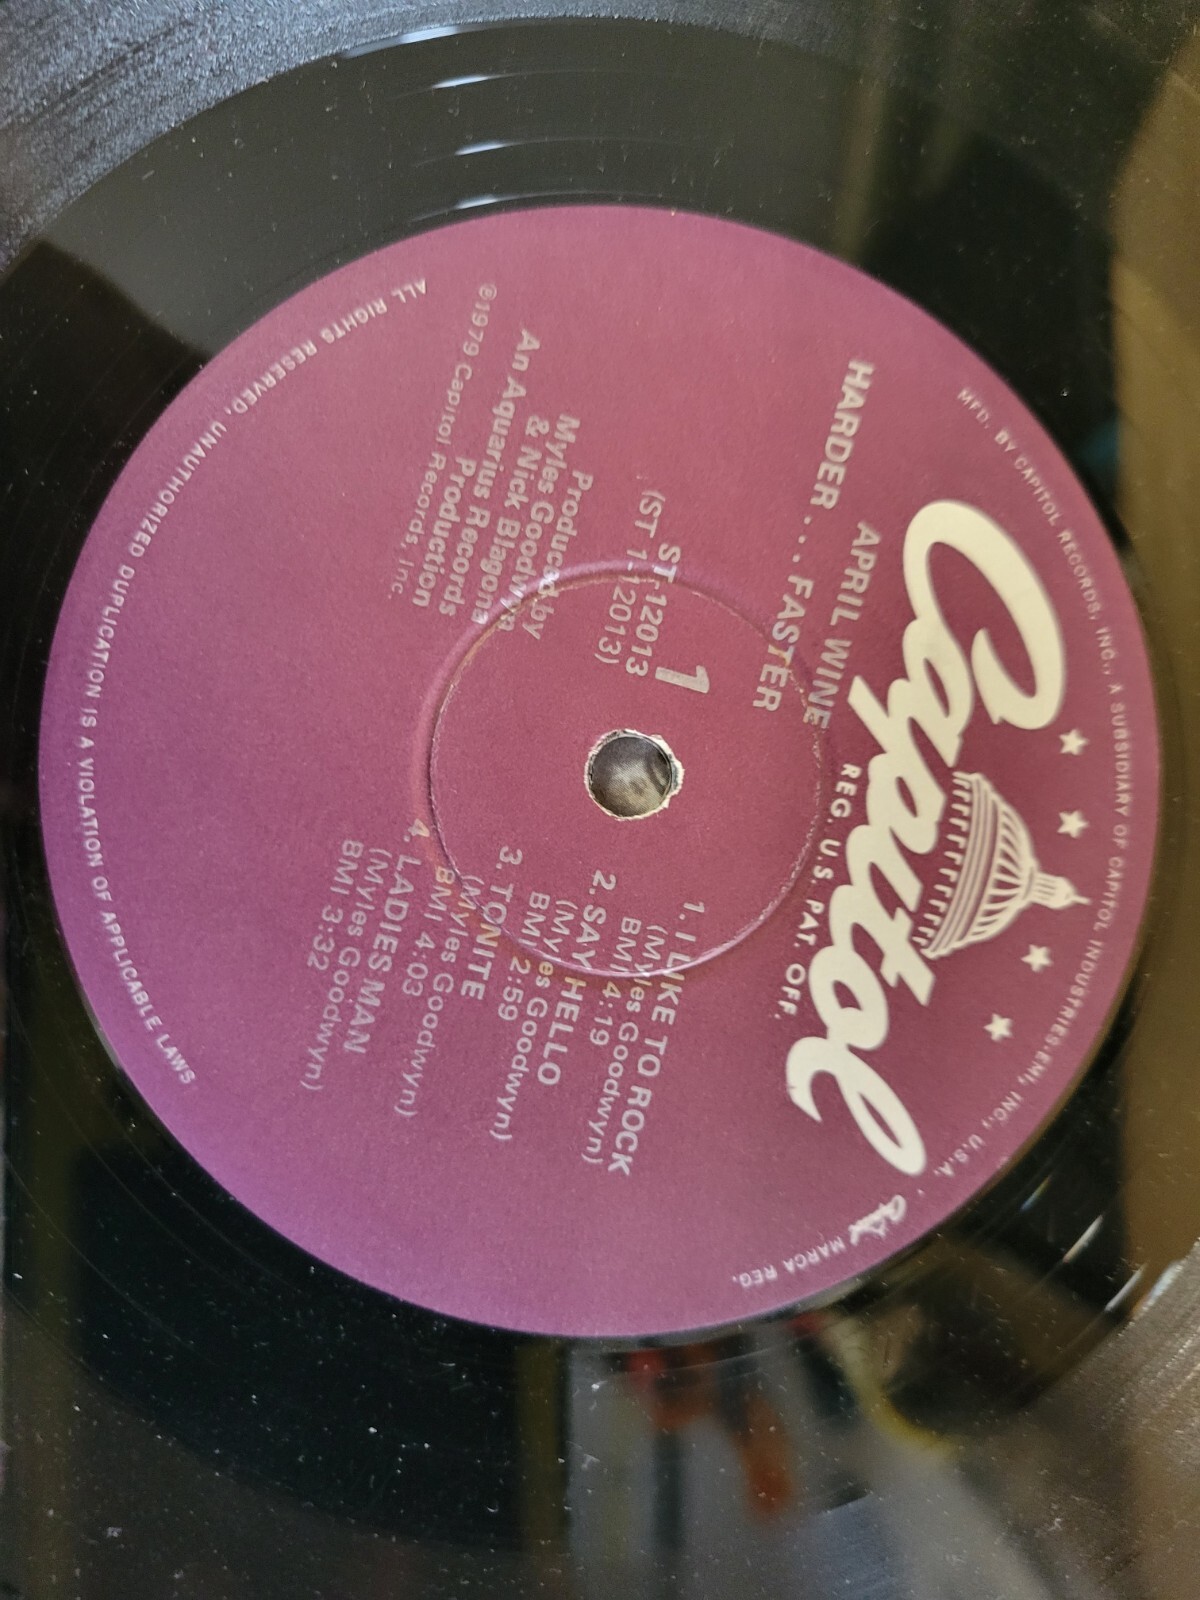 MFD. BY CAPITOL RECORDS, INC., A SUBSIDIARY OF CAPITOL INDUSTRIES-EMI, INC., U.S.A.
Capitol
MARCA REG.
REG. U.S. PAT. OFF.
APRIL WINE
HARDER....FASTER
1
ST 12013
(ST 1-12013)
Produced by
Myles Goodwyn
& Nick Blagona
An Aquarius Records
Production
℗1979 Capitol Records, Inc.
1. I LIKE TO ROCK
(Myles Goodwyn)
BMI 4:19
2. SAY HELLO
(Myles Goodwyn)
BMI 2:59
3. TONITE
(Myles Goodwyn)
BMI 4:03
4. LADIES MAN
(Myles Goodwyn)
BMI 3:32
ALL RIGHTS RESERVED. UNAUTHORIZED DUPLICATION IS A VIOLATION OF APPLICABLE LAWS